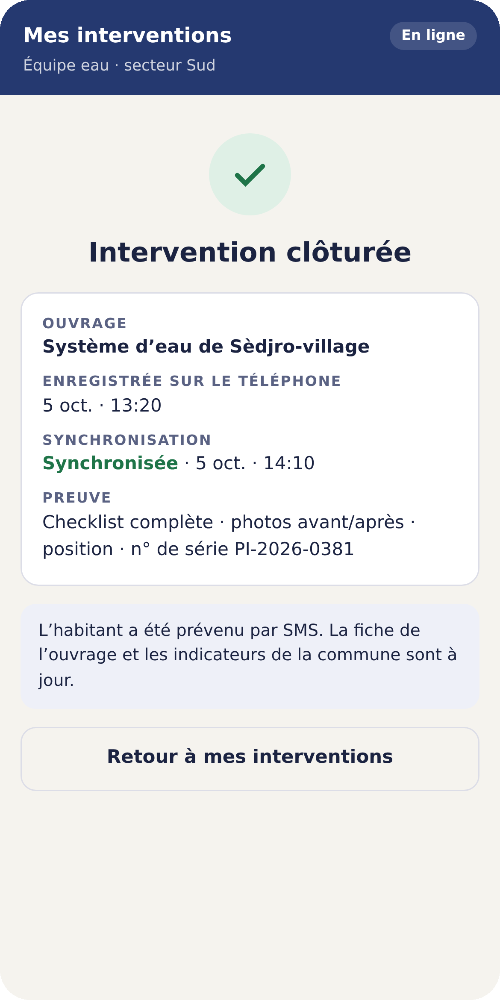 Mes interventions
En ligne
Équipe eau · secteur Sud
Intervention clôturée
OUVRAGE
Système d’eau de Sèdjro-village
ENREGISTRÉE SUR LE TÉLÉPHONE
5 oct. · 13:20
SYNCHRONISATION
Synchronisée · 5 oct. · 14:10
PREUVE
Checklist complète · photos avant/après ·
position · n° de série PI-2026-0381
L’habitant a été prévenu par SMS. La fiche de
l’ouvrage et les indicateurs de la commune sont à
jour.
Retour à mes interventions